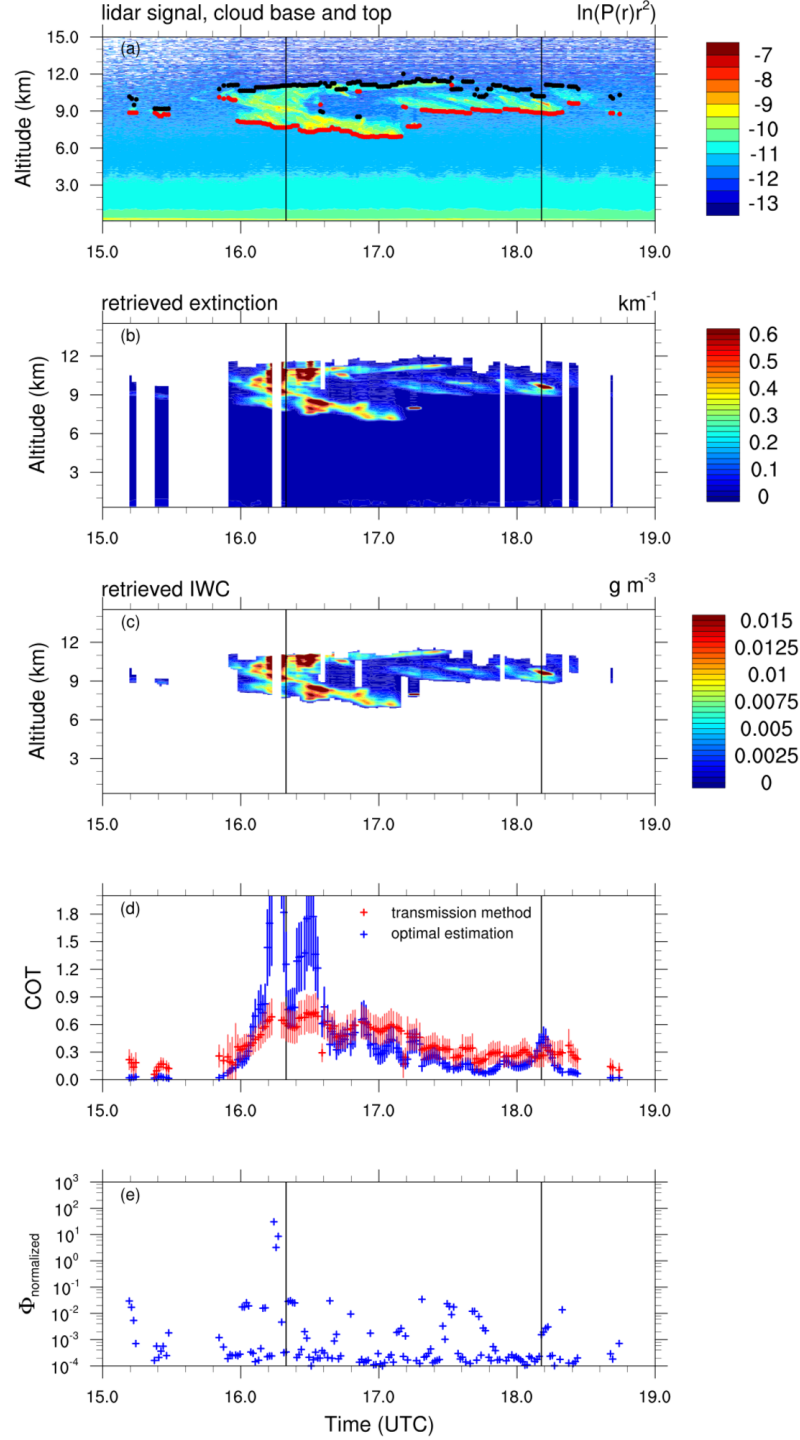 lidar signal, cloud base and top ln(P(r)r²)
(a)
15.0
12.0
9.0
6.0
3.0
Altitude (km)
15.0 16.0 17.0 18.0 19.0
-7
-8
-9
-10
-11
-12
-13
retrieved extinction km⁻¹
(b)
12
9
6
3
Altitude (km)
15.0 16.0 17.0 18.0 19.0
0.6
0.5
0.4
0.3
0.2
0.1
0
retrieved IWC g m⁻³
(c)
12
9
6
3
Altitude (km)
15.0 16.0 17.0 18.0 19.0
0.015
0.0125
0.01
0.0075
0.005
0.0025
0
(d)
transmission method
optimal estimation
1.8
1.5
1.2
0.9
0.6
0.3
0.0
COT
15.0 16.0 17.0 18.0 19.0
(e)
10³
10²
10¹
10⁰
10⁻¹
10⁻²
10⁻³
10⁻⁴
Φnormalized
15.0 16.0 17.0 18.0 19.0
Time (UTC)